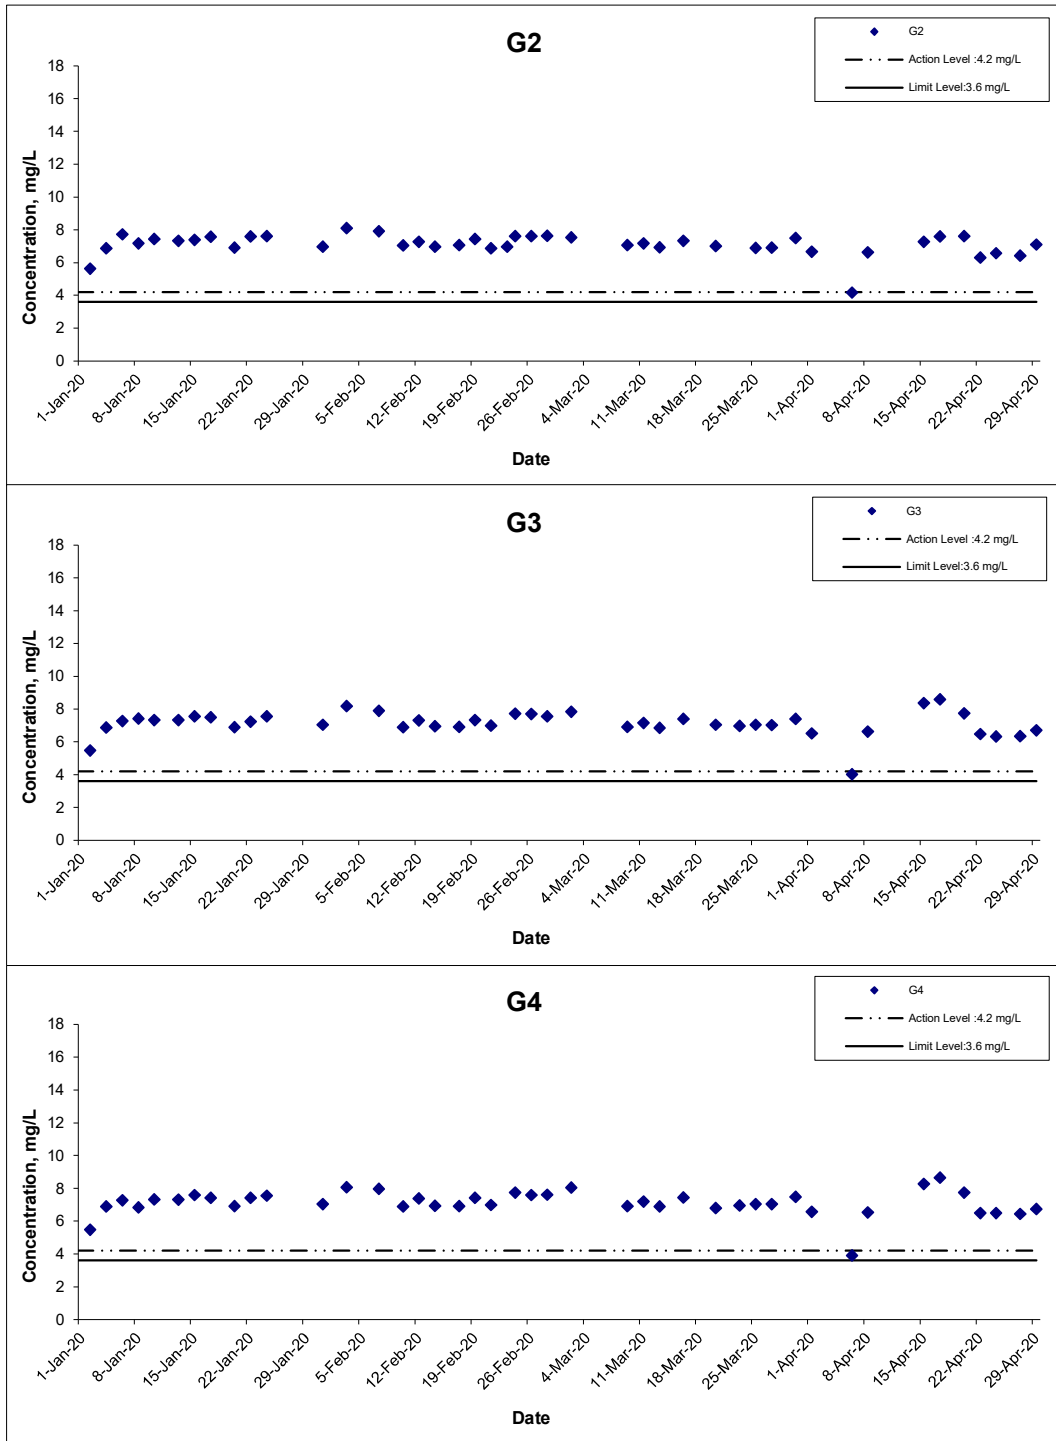 G2
G2
Action Level :4.2 mg/L
Limit Level:3.6 mg/L
Concentration, mg/L
18
16
14
12
10
8
6
4
2
0
1-Jan-20
8-Jan-20
15-Jan-20
22-Jan-20
29-Jan-20
5-Feb-20
12-Feb-20
19-Feb-20
26-Feb-20
4-Mar-20
11-Mar-20
18-Mar-20
25-Mar-20
1-Apr-20
8-Apr-20
15-Apr-20
22-Apr-20
29-Apr-20
Date
G3
G3
Action Level :4.2 mg/L
Limit Level:3.6 mg/L
Concentration, mg/L
18
16
14
12
10
8
6
4
2
0
1-Jan-20
8-Jan-20
15-Jan-20
22-Jan-20
29-Jan-20
5-Feb-20
12-Feb-20
19-Feb-20
26-Feb-20
4-Mar-20
11-Mar-20
18-Mar-20
25-Mar-20
1-Apr-20
8-Apr-20
15-Apr-20
22-Apr-20
29-Apr-20
Date
G4
G4
Action Level :4.2 mg/L
Limit Level:3.6 mg/L
Concentration, mg/L
18
16
14
12
10
8
6
4
2
0
1-Jan-20
8-Jan-20
15-Jan-20
22-Jan-20
29-Jan-20
5-Feb-20
12-Feb-20
19-Feb-20
26-Feb-20
4-Mar-20
11-Mar-20
18-Mar-20
25-Mar-20
1-Apr-20
8-Apr-20
15-Apr-20
22-Apr-20
29-Apr-20
Date